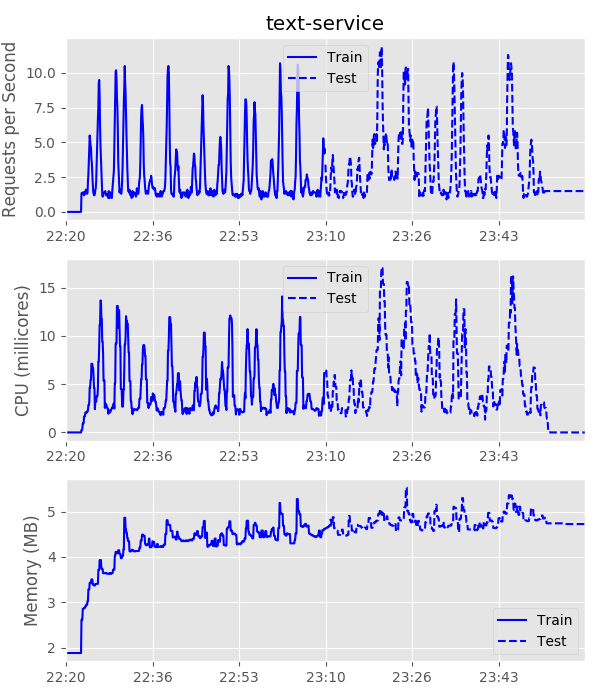 text-service
Requests per Second
10.0
7.5
5.0
2.5
0.0
Train
Test
22:20 22:36 22:53 23:10 23:26 23:43
CPU (millicores)
15
10
5
0
Train
Test
22:20 22:36 22:53 23:10 23:26 23:43
Memory (MB)
5
4
3
2
Train
Test
22:20 22:36 22:53 23:10 23:26 23:43